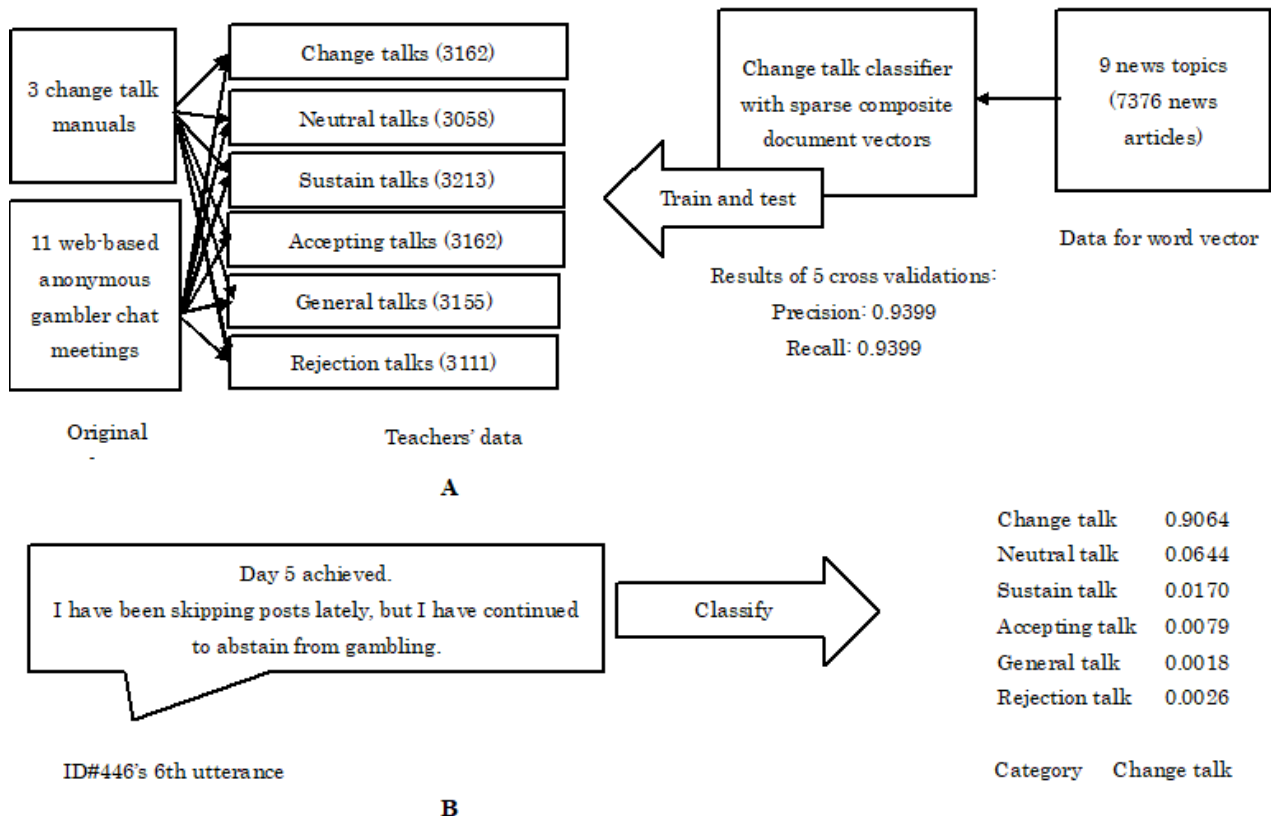 3 change talk
manuals
11 web-based
anonymous
gambler chat
meetings
Original
Change talks (3162)
Neutral talks (3058)
Sustain talks (3213)
Accepting talks (3162)
General talks (3155)
Rejection talks (3111)
Teachers’ data
Change talk classifier
with sparse composite
document vectors
Train and test
Results of 5 cross validations:
Precision: 0.9399
Recall: 0.9399
9 news topics
(7376 news
articles)
Data for word vector
A
Day 5 achieved.
I have been skipping posts lately, but I have continued
to abstain from gambling.
ID#446’s 6th utterance
Classify
Change talk 0.9064
Neutral talk 0.0644
Sustain talk 0.0170
Accepting talk 0.0079
General talk 0.0018
Rejection talk 0.0026
Category Change talk
B